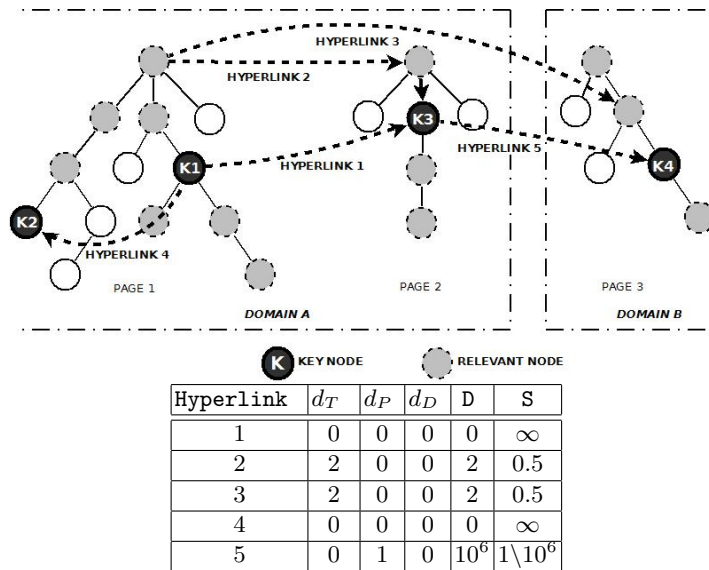 HYPERLINK 3
HYPERLINK 2
K3
HYPERLINK 5
K1
HYPERLINK 1
K4
K2
HYPERLINK 4
PAGE 1
PAGE 2
PAGE 3
DOMAIN A
DOMAIN B
K KEY NODE
RELEVANT NODE
Hyperlink d_T d_P d_D D S
1 0 0 0 0 ∞
2 2 0 0 2 0.5
3 2 0 0 2 0.5
4 0 0 0 0 ∞
5 0 1 0 10^6 1\10^6